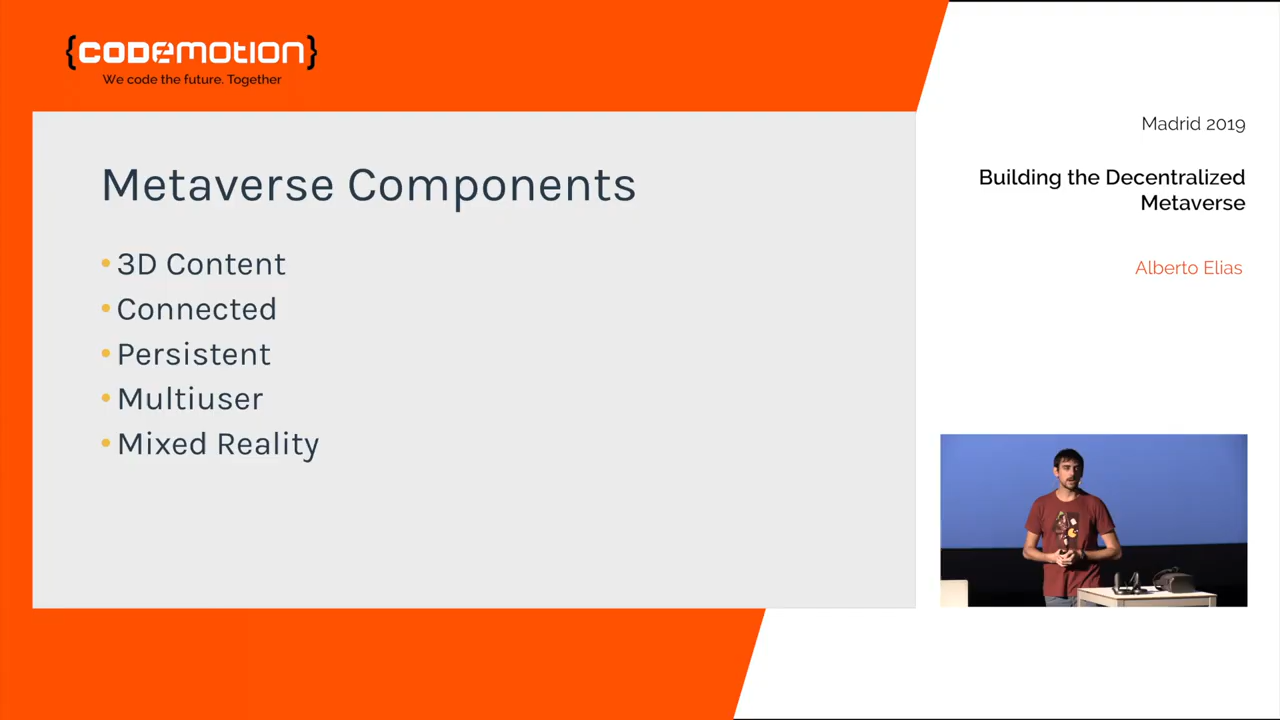 {CODEMOTION}
We code the future. Together
Metaverse Components
• 3D Content
• Connected
• Persistent
• Multiuser
• Mixed Reality
Madrid 2019
Building the Decentralized
Metaverse
Alberto Elias